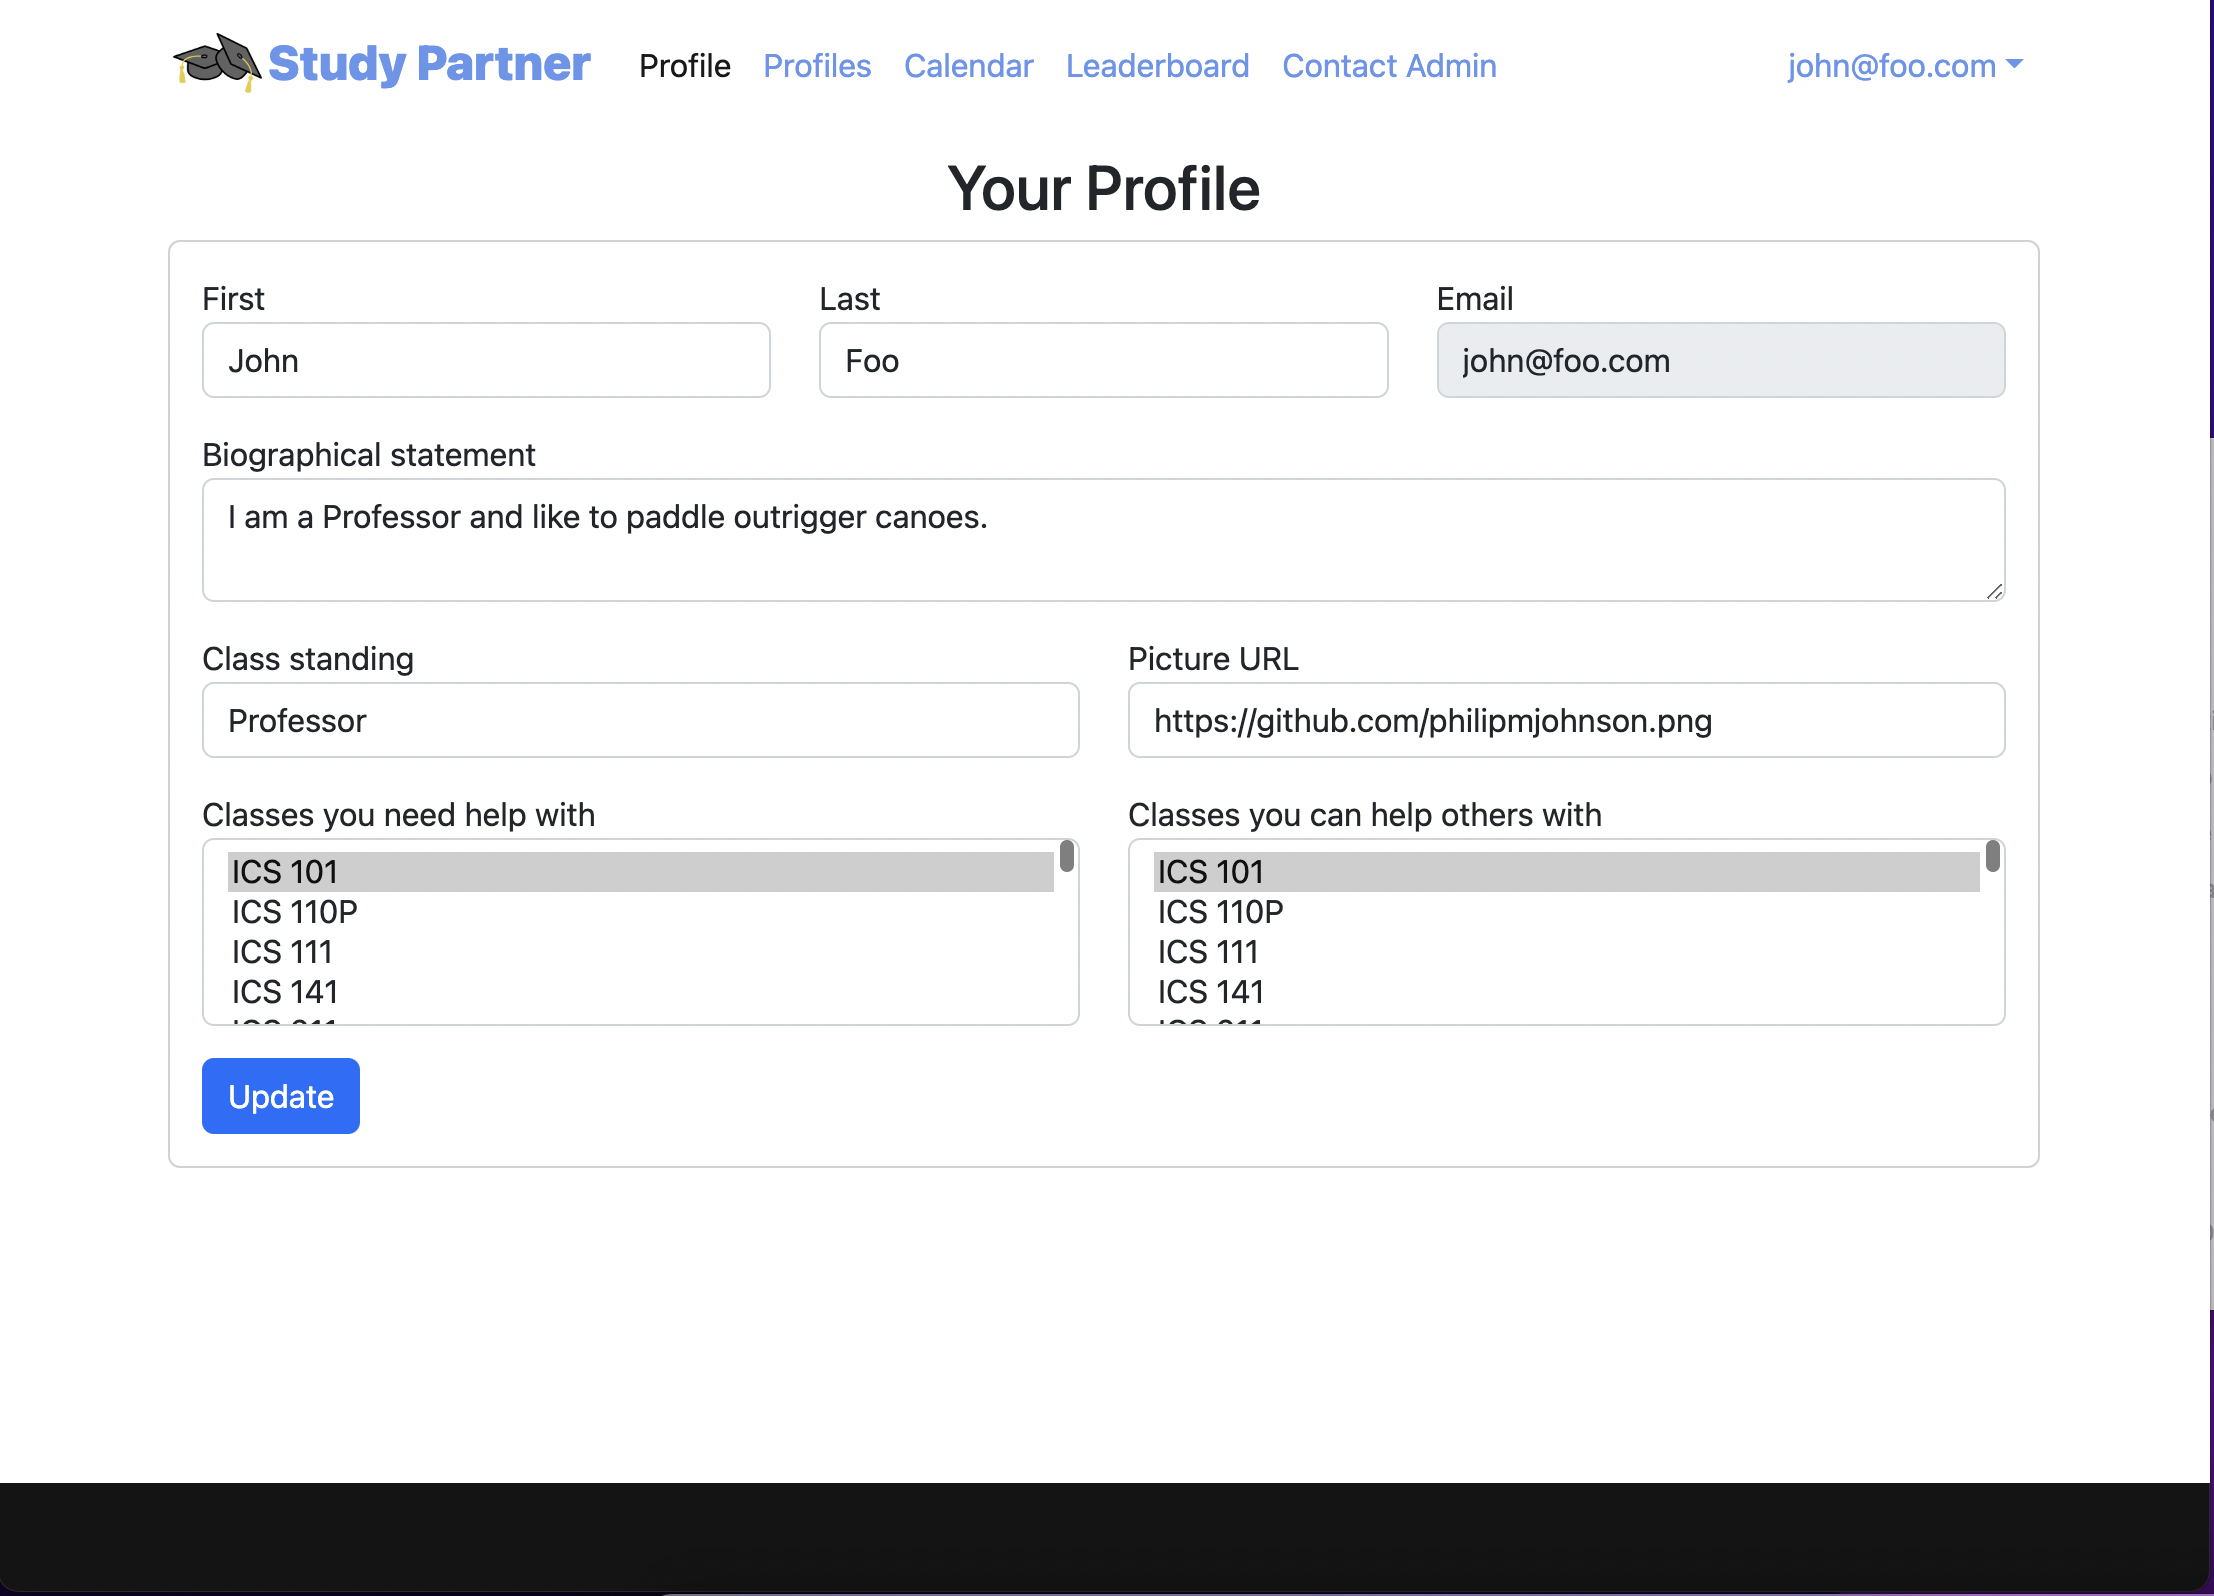 Study Partner Profile Profiles Calendar Leaderboard Contact Admin john@foo.com
Your Profile
First Last Email
John Foo john@foo.com
Biographical statement
I am a Professor and like to paddle outrigger canoes.
Class standing Picture URL
Professor https://github.com/philipmjohnson.png
Classes you need help with Classes you can help others with
ICS 101 ICS 101
ICS 110P ICS 110P
ICS 111 ICS 111
ICS 141 ICS 141
Update